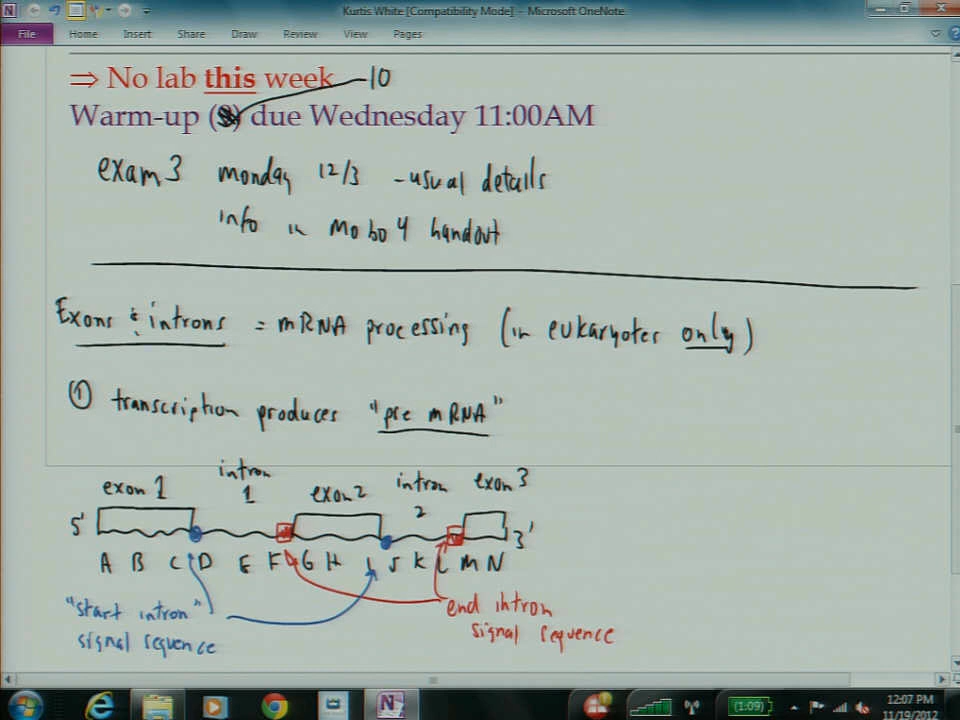 Kurtis White [Compatibility Mode] - Microsoft OneNote
File Home Insert Share Draw Review View Pages
⇒ No lab this week -10
Warm-up ( ) due Wednesday 11:00AM
exam 3 monday 12/3 - usual details
info in Mobo 4 handout
Exons & introns = mRNA processing (in eukaryotes only)
① transcription produces "pre mRNA"
exon 1 intron 1 exon 2 intron 2 exon 3
5' 3'
A B C D E F G H I J K L M N
"start intron" signal sequence
end intron signal sequence
(1:09)
12:07 PM
11/19/2012